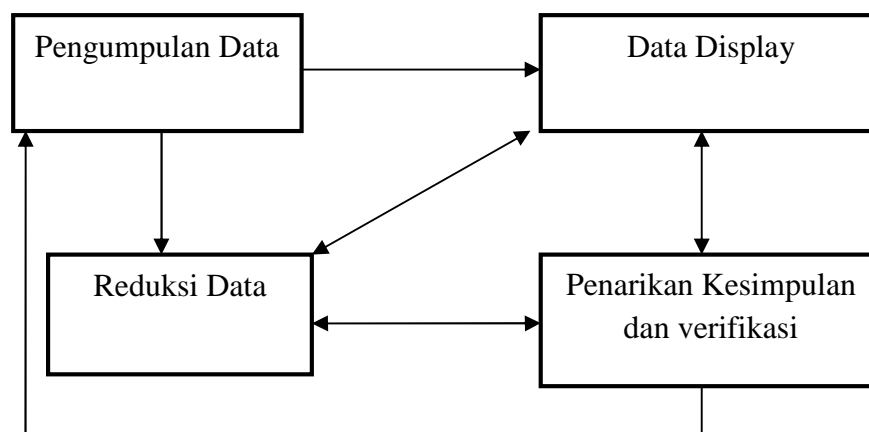 Pengumpulan Data
Data Display
Reduksi Data
Penarikan Kesimpulan
dan verifikasi